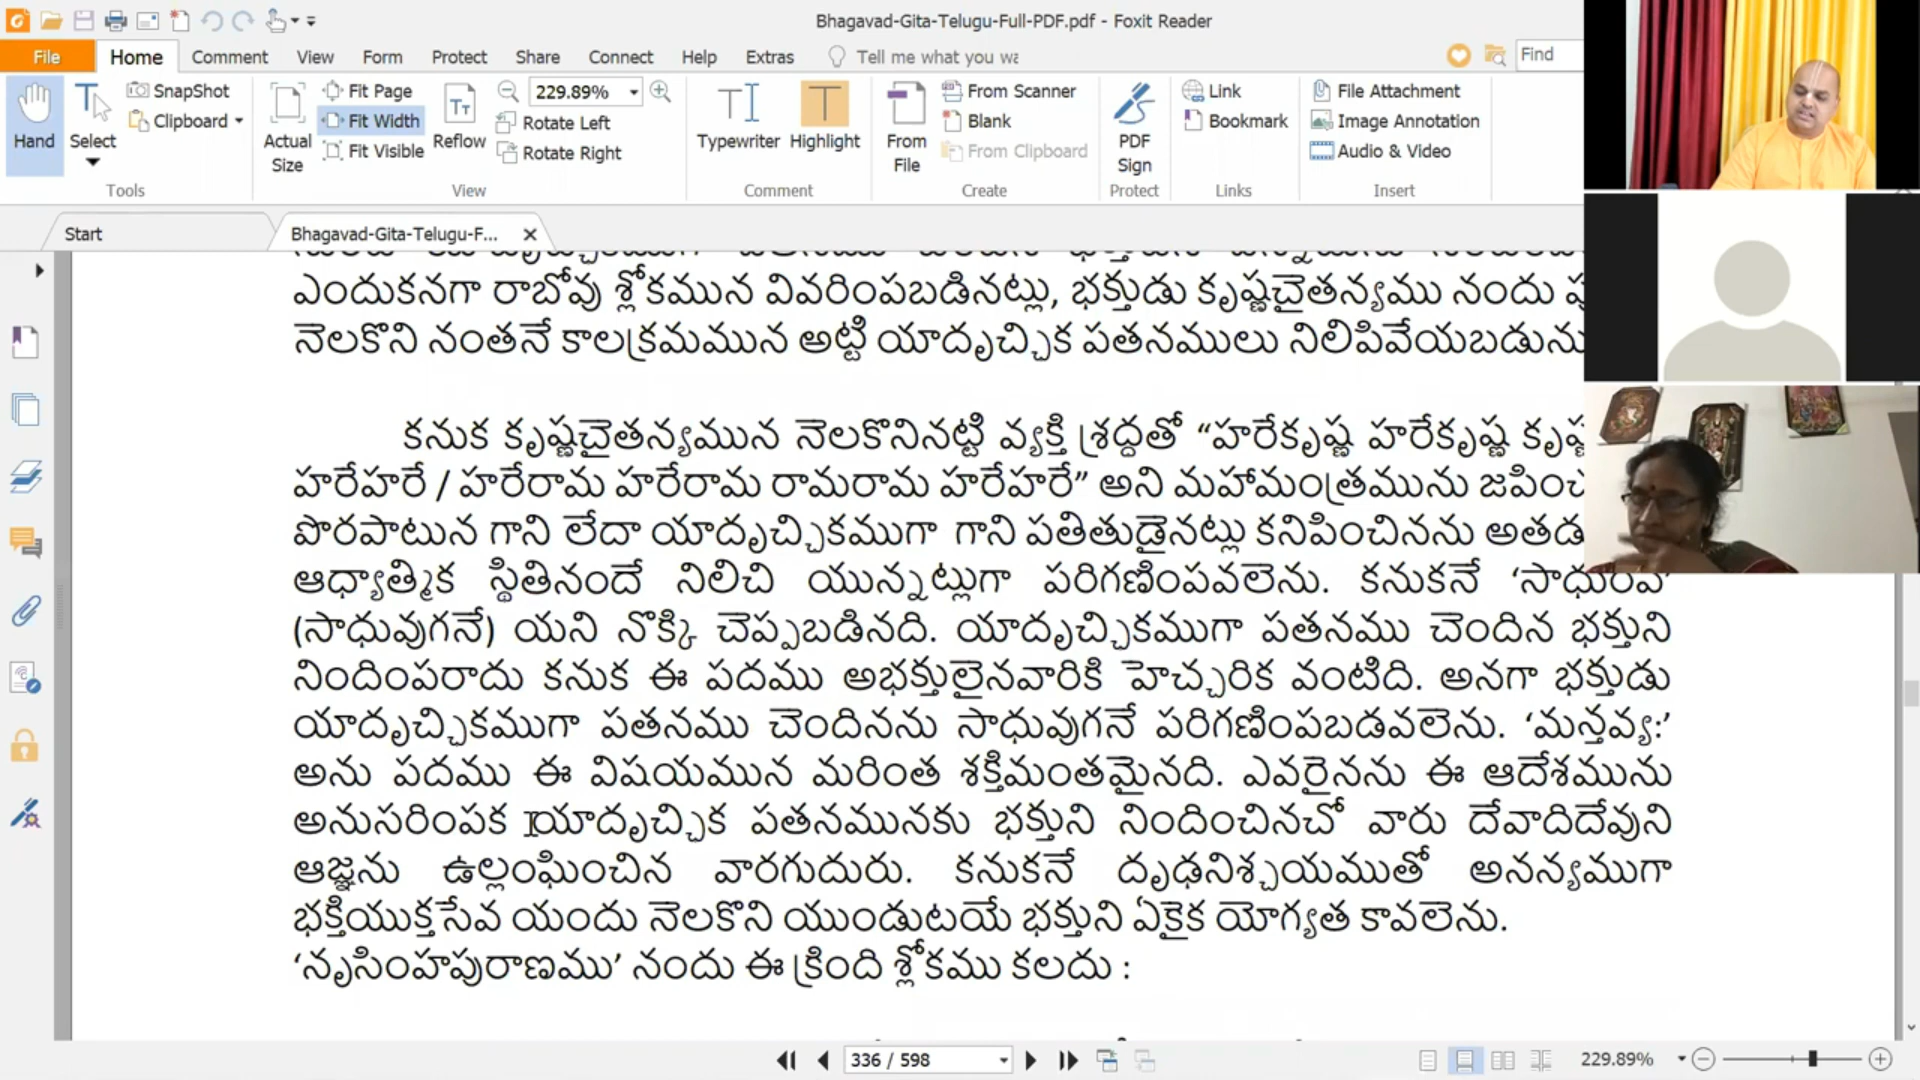 Bhagavad-Gita-Telugu-Full-PDF.pdf - Foxit Reader
File Home Comment View Form Protect Share Connect Help Extras Tell me what you wa Find
Hand Select SnapShot Clipboard
Actual Size Fit Page Fit Width Fit Visible Reflow 229.89% Rotate Left Rotate Right
Typewriter Highlight From File From Scanner Blank From Clipboard PDF Sign Link Bookmark File Attachment Image Annotation Audio & Video
Tools View Comment Create Protect Links Insert
Start Bhagavad-Gita-Telugu-F...
ఎందుకనగా రాబోవు శ్లోకమున వివరింపబడినట్లు, భక్తుడు కృష్ణచైతన్యము నందు
నెలకొని నంతనే కాలక్రమమున అట్టి యాదృచ్ఛిక పతనములు నిలిపివేయబడును
కనుక కృష్ణచైతన్యమున నెలకొనినట్టి వ్యక్తి శ్రద్దతో “హరేకృష్ణ హరేకృష్ణ
హరేహరే / హరేరామ హరేరామ రామరామ హరేహరే” అని మహామంత్రమును
పొరపాటున గాని లేదా యాదృచ్ఛికముగా గాని పతితుడైనట్లు కనిపించినను
ఆధ్యాత్మిక స్థితినందే నిలిచి యున్నట్లుగా పరిగణింపవలెను. కనుకనే
(సాధువుగనే) యని నొక్కి చెప్పబడినది. యాదృచ్ఛికముగా పతనము చెందిన భక్తుని
నిందింపరాదు కనుక ఈ పదము అభక్తులైనవారికి హెచ్చరిక వంటిది. అనగా భక్తుడు
యాదృచ్ఛికముగా పతనము చెందినను సాధువుగనే పరిగణింపబడవలెను. ‘మన్తవ్య:’
అను పదము ఈ విషయమున మరింత శక్తిమంతమైనది. ఎవరైనను ఈ ఆదేశమును
అనుసరింపక యాదృచ్ఛిక పతనమునకు భక్తుని నిందించినచో వారు దేవాదిదేవుని
ఆజ్ఞను ఉల్లంఘించిన వారగుదురు. కనుకనే దృఢనిశ్చయముతో అనన్యముగా
భక్తియుక్తసేవ యందు నెలకొని యుండుటయే భక్తుని ఏకైక యోగ్యత కావలెను.
‘నృసింహపురాణము’ నందు ఈ క్రింది శ్లోకము కలదు :
336 / 598 229.89%